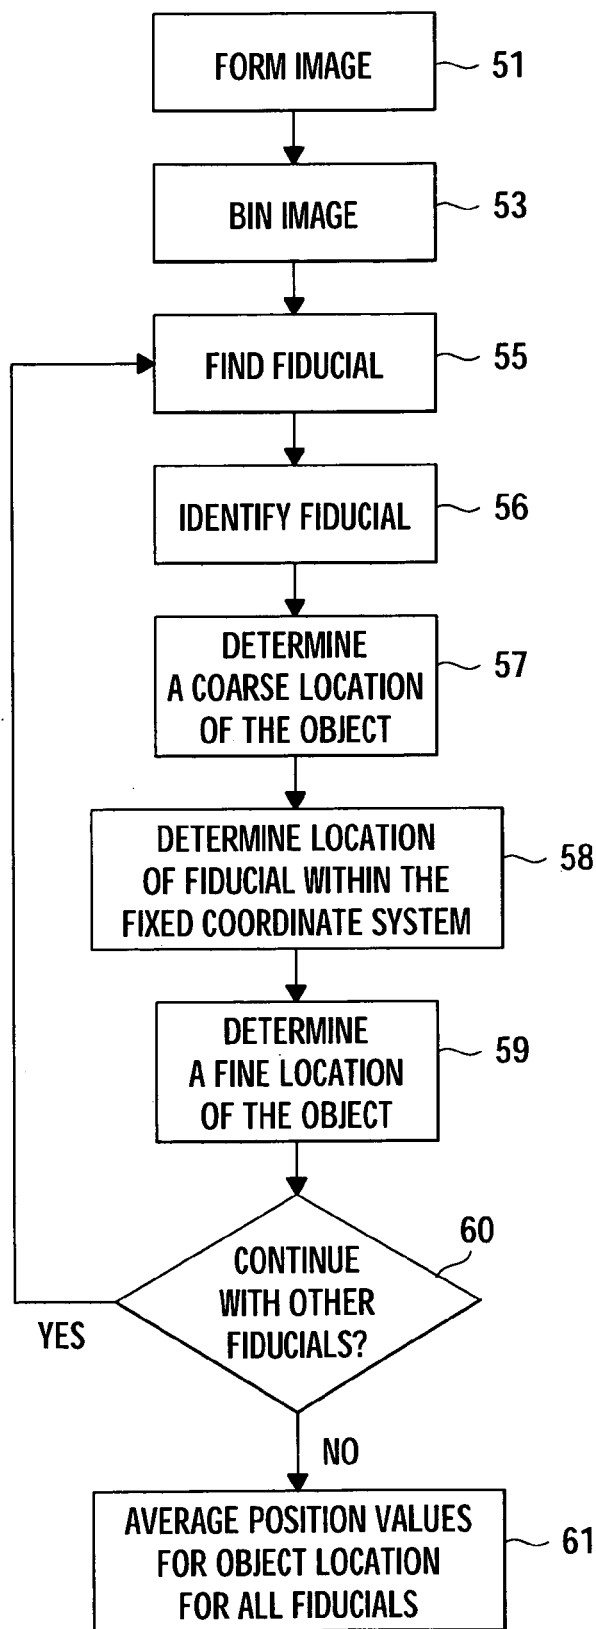 FORM IMAGE
51
BIN IMAGE
53
FIND FIDUCIAL
55
IDENTIFY FIDUCIAL
56
DETERMINE
A COARSE LOCATION
OF THE OBJECT
57
DETERMINE LOCATION
OF FIDUCIAL WITHIN THE
FIXED COORDINATE SYSTEM
58
DETERMINE
A FINE LOCATION
OF THE OBJECT
59
CONTINUE
WITH OTHER
FIDUCIALS?
60
YES
NO
AVERAGE POSITION VALUES
FOR OBJECT LOCATION
FOR ALL FIDUCIALS
61